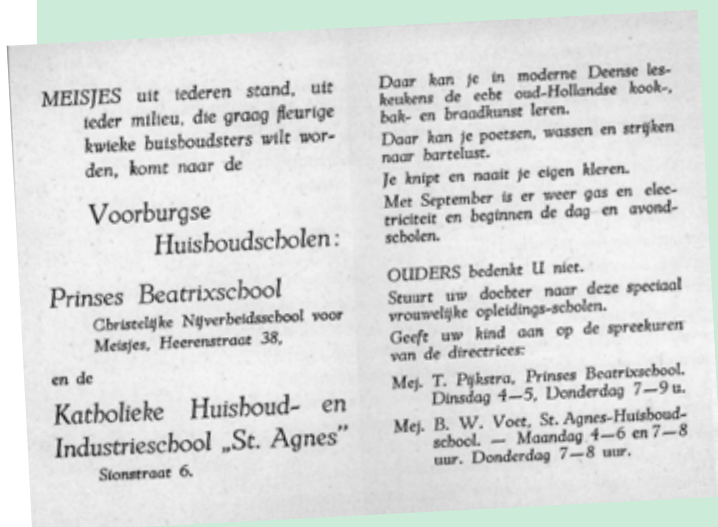 MEISJES uit iederen stand, uit
ieder milieu, die graag fleurige
kwieke huishoudsters wilt wor-
den, komt naar de
Voorburgse
Huishoudscholen:
Prinses Beatrixschool
Christelijke Nijverheidsschool voor
Meisjes, Heerenstraat 38,
en de
Katholieke Huishoud- en
Industrieschool „St. Agnes”
Sionstraat 6.
Daar kan je in moderne Deense les-
keukens de echt oud-Hollandse kook-,
bak- en braadkunst leren.
Daar kan je poetsen, wassen en strijken
naar hartelust.
Je knipt en naait je eigen kleren.
Met September is er weer gas en elec-
triciteit en beginnen de dag en avond-
scholen.
OUDERS bedenkt U niet.
Stuurt uw dochter naar deze speciaal
vrouwelijke opleidings-scholen.
Geeft uw kind aan op de spreekuren
van de directrices:
Mej. T. Pijkstra, Prinses Beatrixschool.
Dinsdag 4—5, Donderdag 7—9 u.
Mej. B. W. Voet, St. Agnes-Huishoud-
school. — Maandag 4—6 en 7—8
uur. Donderdag 7—8 uur.